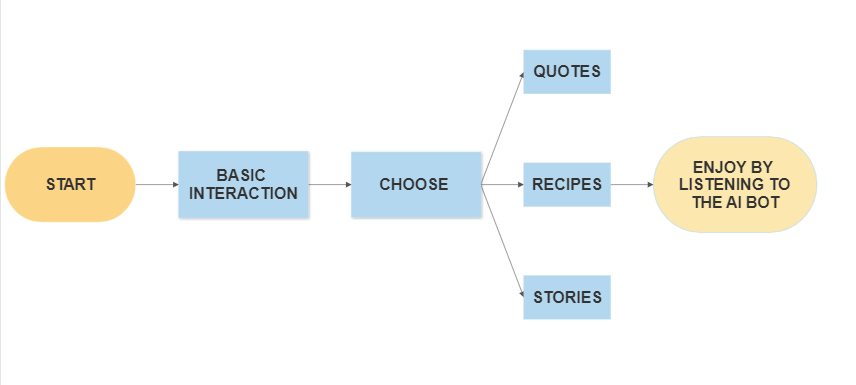 START
BASIC
INTERACTION
CHOOSE
QUOTES
RECIPES
STORIES
ENJOY BY
LISTENING TO
THE AI BOT